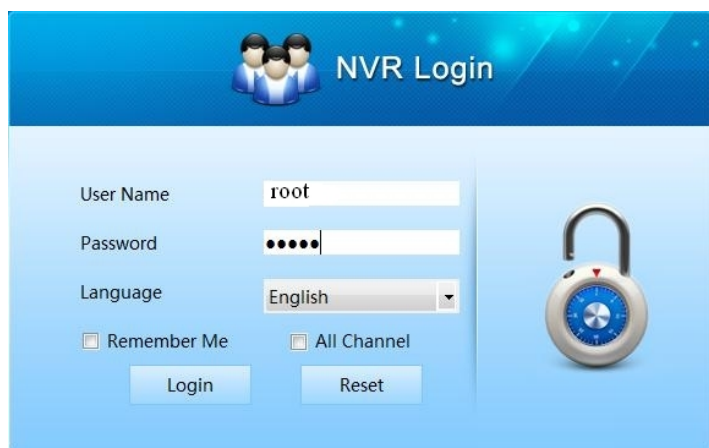 NVR Login
User Name root
Password ●●●●●
Language English
Remember Me All Channel
Login Reset